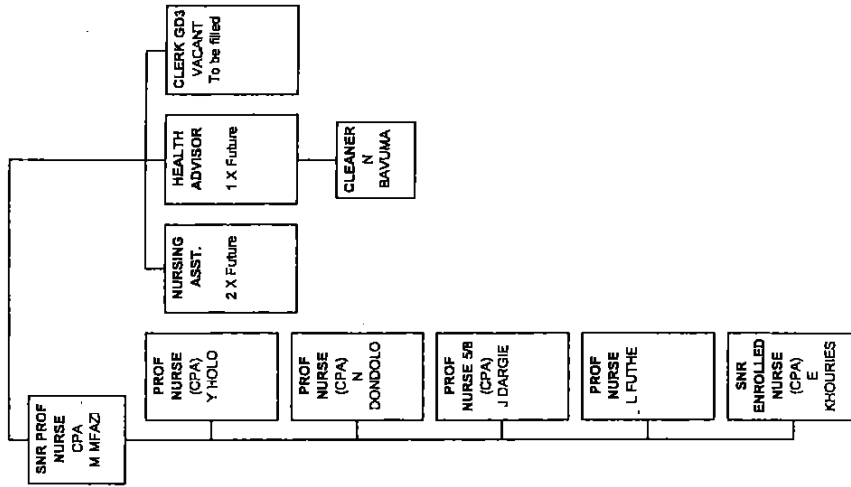 SNR PROF
NURSE
CPA
M MFAZI
PROF
NURSE
(CPA)
Y HOLO
PROF
NURSE
(CPA)
N
DONDOLO
PROF
NURSE 5/8
(CPA)
J DARGIE
PROF
NURSE
L FUTHE
SNR
ENROLLED
NURSE
(CPA)
E
KHOURIES
NURSING
ASST.
2 X Future
HEALTH
ADVISOR
1 X Future
CLERK GD3
VACANT
To be filled
CLEANER
N
BAVUMA